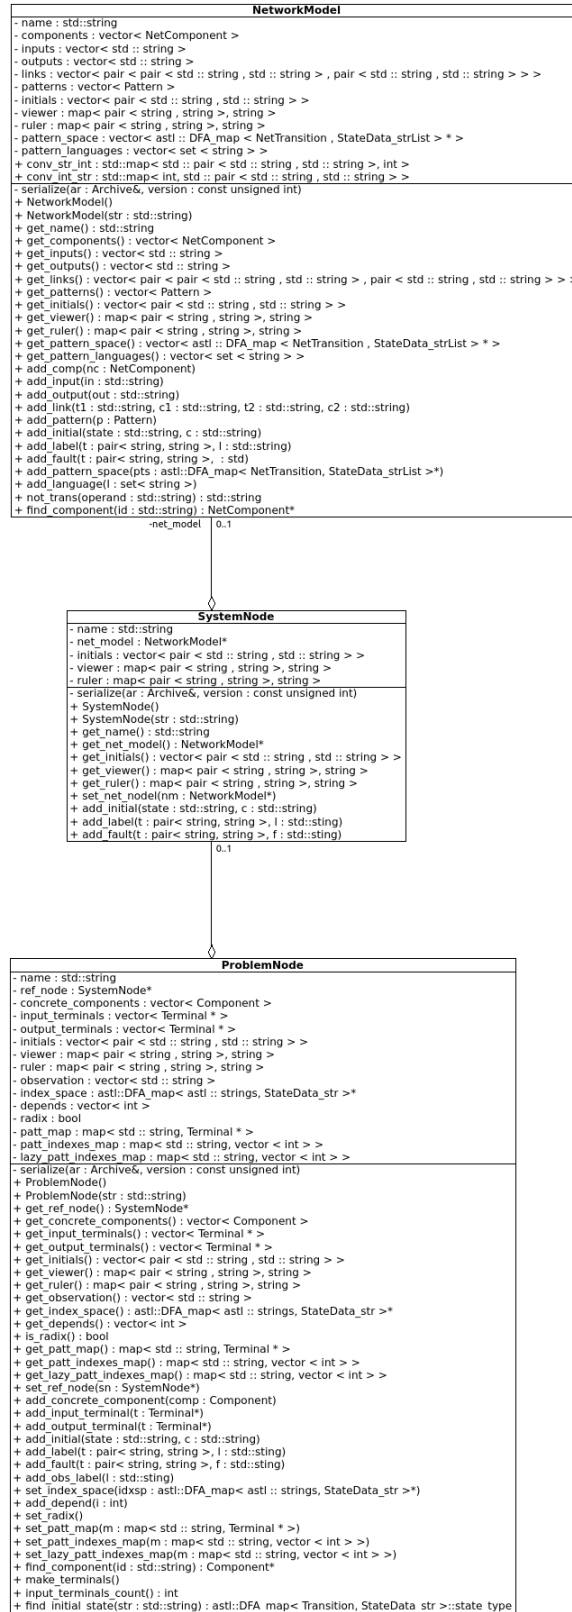 NetworkModel
- name : std::string
- components : vector< NetComponent >
- inputs : vector< std :: string >
- outputs : vector< std :: string >
- links : vector< pair < pair < std :: string , std :: string > , pair < std :: string , std :: string > > >
- patterns : vector< Pattern >
- initials : vector< pair < std :: string , std :: string > >
- viewer : map< pair < string , string >, string >
- ruler : map< pair < string , string >, string >
- pattern_space : vector< astl :: DFA_map < NetTransition , StateData_strList > * >
- pattern_languages : vector< set < string > >
+ conv_str_int : std::map< std :: pair < std :: string , std :: string >, int >
+ conv_int_str : std::map< int, std :: pair < std :: string , std :: string > >
- serialize(ar : Archive&, version : const unsigned int)
+ NetworkModel()
+ NetworkModel(str : std::string)
+ get_name() : std::string
+ get_components() : vector< NetComponent >
+ get_inputs() : vector< std :: string >
+ get_outputs() : vector< std :: string >
+ get_links() : vector< pair < pair < std :: string , std :: string > , pair < std :: string , std :: string > > >
+ get_patterns() : vector< Pattern >
+ get_initials() : vector< pair < std :: string , std :: string > >
+ get_viewer() : map< pair < string , string >, string >
+ get_ruler() : map< pair < string , string >, string >
+ get_pattern_space() : vector< astl :: DFA_map < NetTransition , StateData_strList > * >
+ get_pattern_languages() : vector< set < string > >
+ add_comp(nc : NetComponent)
+ add_input(in : std::string)
+ add_output(out : std::string)
+ add_link(t1 : std::string, c1 : std::string, t2 : std::string, c2 : std::string)
+ add_pattern(p : Pattern)
+ add_initial(state : std::string, c : std::string)
+ add_label(t : pair< string, string >, l : std::string)
+ add_fault(t : pair< string, string >,  : std)
+ add_pattern_space(pts : astl::DFA_map< NetTransition, StateData_strList >*)
+ add_language(l : set< string >)
+ not_trans(operand : std::string) : std::string
+ find_component(id : std::string) : NetComponent*
-net_model 0..1
SystemNode
- name : std::string
- net_model : NetworkModel*
- initials : vector< pair < std :: string , std :: string > >
- viewer : map< pair < string , string >, string >
- ruler : map< pair < string , string >, string >
- serialize(ar : Archive&, version : const unsigned int)
+ SystemNode()
+ SystemNode(str : std::string)
+ get_name() : std::string
+ get_net_model() : NetworkModel*
+ get_initials() : vector< pair < std :: string , std :: string > >
+ get_viewer() : map< pair < string , string >, string >
+ get_ruler() : map< pair < string , string >, string >
+ set_net_nodel(nm : NetworkModel*)
+ add_initial(state : std::string, c : std::string)
+ add_label(t : pair< string, string >, l : std::string)
+ add_fault(t : pair< string, string >, f : std::sting)
0..1
ProblemNode
- name : std::string
- ref_node : SystemNode*
- concrete_components : vector< Component >
- input_terminals : vector< Terminal * >
- output_terminals : vector< Terminal * >
- initials : vector< pair < std :: string , std :: string > >
- viewer : map< pair < string , string >, string >
- ruler : map< pair < string , string >, string >
- observation : vector< std :: string >
- index_space : astl::DFA_map< astl :: strings, StateData_str >*
- depends : vector< int >
- radix : bool
- patt_map : map< std :: string, Terminal * >
- patt_indexes_map : map< std :: string, vector < int > >
- lazy_patt_indexes_map : map< std :: string, vector < int > >
- serialize(ar : Archive&, version : const unsigned int)
+ ProblemNode()
+ ProblemNode(str : std::string)
+ get_ref_node() : SystemNode*
+ get_concrete_components() : vector< Component >
+ get_input_terminals() : vector< Terminal * >
+ get_output_terminals() : vector< Terminal * >
+ get_initials() : vector< pair < std :: string , std :: string > >
+ get_viewer() : map< pair < string , string >, string >
+ get_ruler() : map< pair < string , string >, string >
+ get_observation() : vector< std :: string >
+ get_index_space() : astl::DFA_map< astl :: strings, StateData_str >*
+ get_depends() : vector< int >
+ is_radix() : bool
+ get_patt_map() : map< std :: string, Terminal * >
+ get_patt_indexes_map() : map< std :: string, vector < int > >
+ get_lazy_patt_indexes_map() : map< std :: string, vector < int > >
+ set_ref_node(sn : SystemNode*)
+ add_concrete_component(comp : Component)
+ add_input_terminal(t : Terminal*)
+ add_output_terminal(t : Terminal*)
+ add_initial(state : std::string, c : std::string)
+ add_label(t : pair< string, string >, l : std::sting)
+ add_fault(t : pair< string, string >, f : std::sting)
+ add_obs_label(l : std::sting)
+ set_index_space(idxsp : astl::DFA_map< astl :: strings, StateData_str >*)
+ add_depend(i : int)
+ set_radix()
+ set_patt_map(m : map< std :: string, Terminal * >)
+ set_patt_indexes_map(m : map< std :: string, vector < int > >)
+ set_lazy_patt_indexes_map(m : map< std :: string, vector < int > >)
+ find_component(id : std::string) : Component*
+ make_terminals()
+ input_terminals_count() : int
+ find_initial_state(str : std::string) : astl::DFA_map< Transition, StateData_str >::state_type